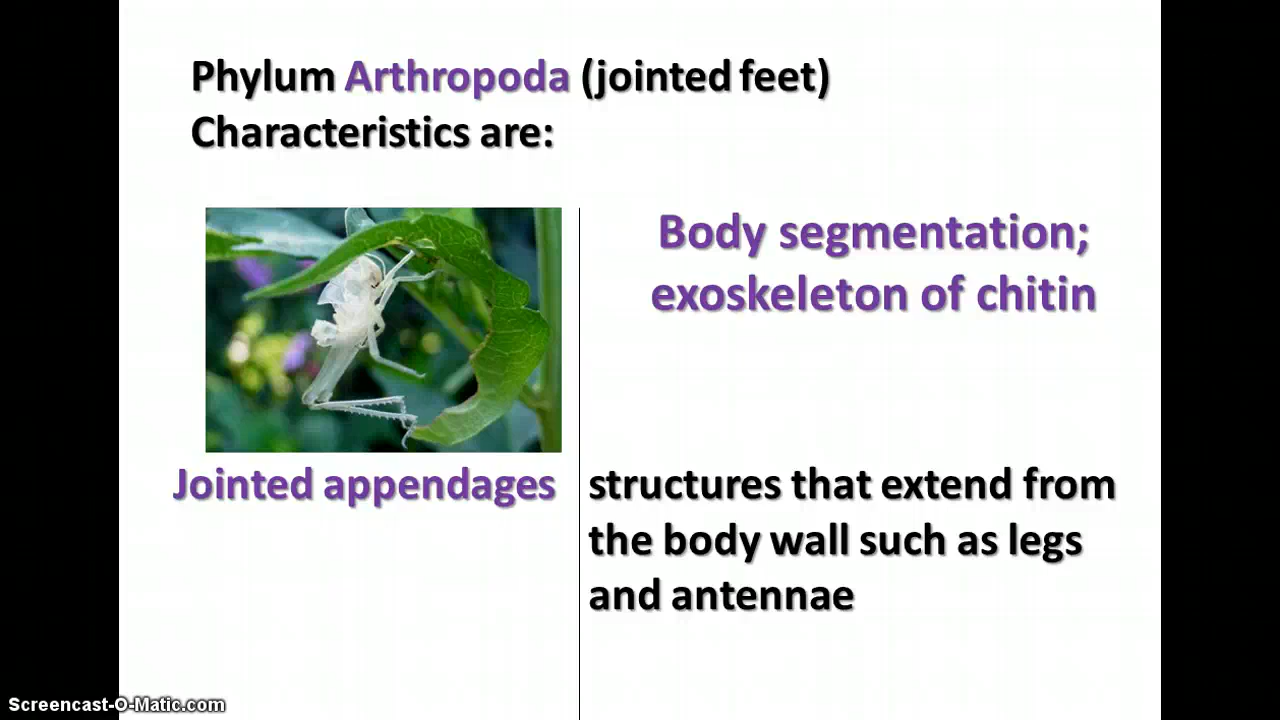 Phylum Arthropoda (jointed feet)
Characteristics are:
Body segmentation;
exoskeleton of chitin
Jointed appendages
structures that extend from
the body wall such as legs
and antennae
Screencast-O-Matic.com